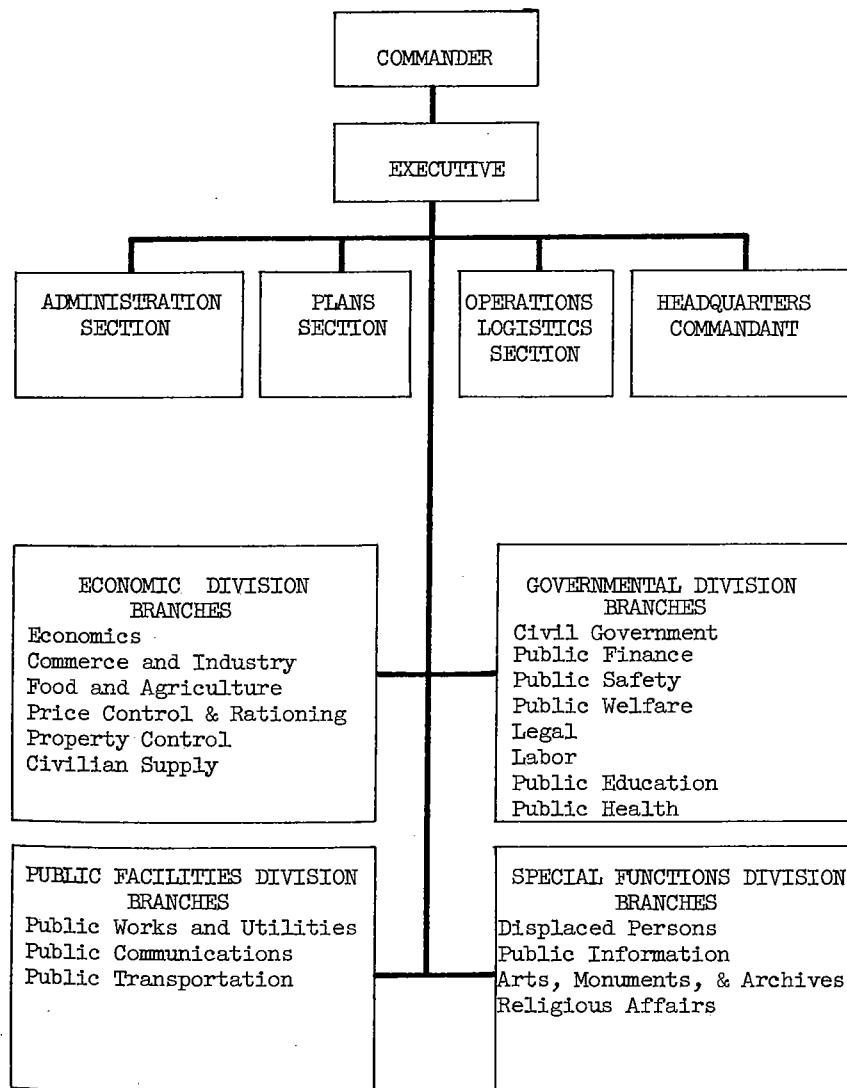 COMMANDER
EXECUTIVE
ADMINISTRATION
SECTION
PLANS
SECTION
OPERATIONS
LOGISTICS
SECTION
HEADQUARTERS
COMMANDANT
ECONOMIC DIVISION
BRANCHES
Economics
Commerce and Industry
Food and Agriculture
Price Control & Rationing
Property Control
Civilian Supply
GOVERNMENTAL DIVISION
BRANCHES
Civil Government
Public Finance
Public Safety
Public Welfare
Legal
Labor
Public Education
Public Health
PUBLIC FACILITIES DIVISION
BRANCHES
Public Works and Utilities
Public Communications
Public Transportation
SPECIAL FUNCTIONS DIVISION
BRANCHES
Displaced Persons
Public Information
Arts, Monuments, & Archives
Religious Affairs